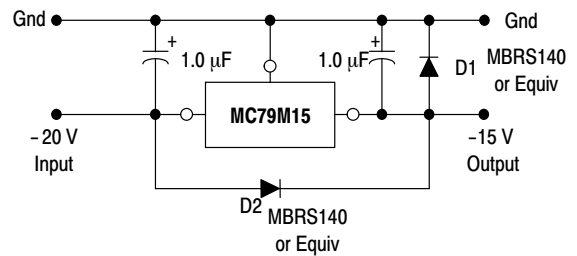 Gnd
Gnd
+
1.0 μF
1.0 μF
+
D1
MBRS140
or Equiv
MC79M15
−20 V
Input
−15 V
Output
D2
MBRS140
or Equiv